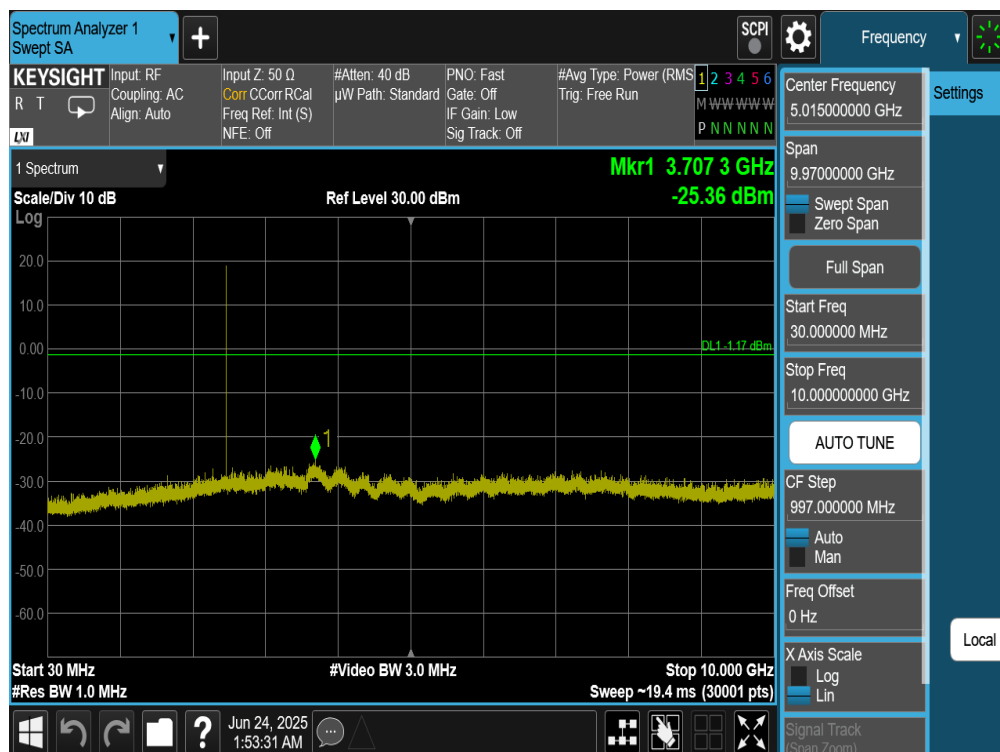 Spectrum Analyzer 1
Swept SA
+
SCPI
Frequency
KEYSIGHT
R T
LXI
Input: RF
Coupling: AC
Align: Auto
Input Z: 50 Ω
Corr CCorr RCal
Freq Ref: Int (S)
NFE: Off
#Atten: 40 dB
µW Path: Standard
PNO: Fast
Gate: Off
IF Gain: Low
Sig Track: Off
#Avg Type: Power (RMS
Trig: Free Run
1 2 3 4 5 6
M W W W W W
P N N N N N
1 Spectrum
Mkr1 3.707 3 GHz
-25.36 dBm
Scale/Div 10 dB
Ref Level 30.00 dBm
Log
20.0
10.0
0.00
DL1 -1.17 dBm
-10.0
-20.0
1
-30.0
-40.0
-50.0
-60.0
Start 30 MHz
#Video BW 3.0 MHz
Stop 10.000 GHz
#Res BW 1.0 MHz
Sweep ~19.4 ms (30001 pts)
?
Jun 24, 2025
1:53:31 AM
Center Frequency
5.015000000 GHz
Settings
Span
9.97000000 GHz
Swept Span
Zero Span
Full Span
Start Freq
30.000000 MHz
Stop Freq
10.000000000 GHz
AUTO TUNE
CF Step
997.000000 MHz
Auto
Man
Freq Offset
0 Hz
Local
X Axis Scale
Log
Lin
Signal Track
(Span Zoom)